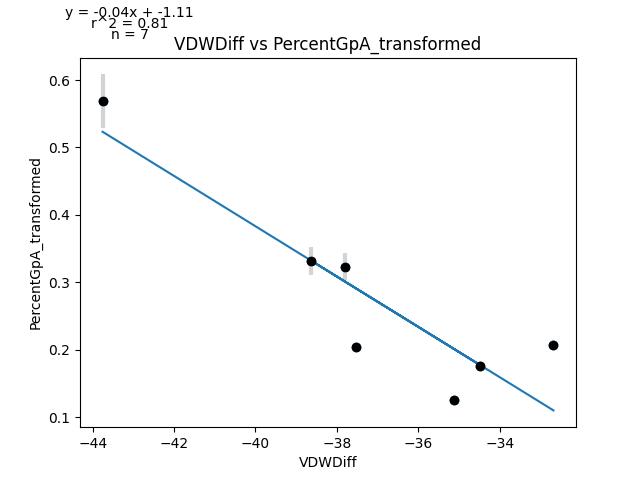 y = -0.04x + -1.11
r^2 = 0.81
n = 7
VDWDiff vs PercentGpA_transformed
0.6
0.5
0.4
0.3
0.2
0.1
PercentGpA_transformed
−44
−42
−40
−38
−36
−34
VDWDiff